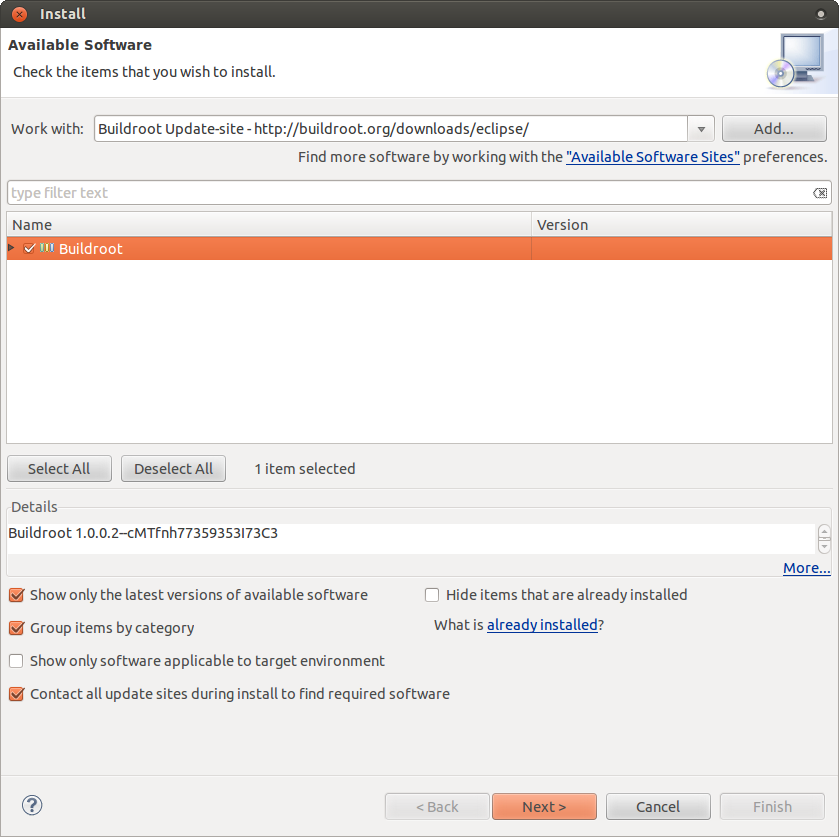 Install
Available Software
Check the items that you wish to install.
Work with: Buildroot Update-site - http://buildroot.org/downloads/eclipse/ Add...
Find more software by working with the "Available Software Sites" preferences.
type filter text
Name Version
Buildroot
Select All Deselect All 1 item selected
Details
Buildroot 1.0.0.2--cMTfnh77359353I73C3
More...
Show only the latest versions of available software Hide items that are already installed
Group items by category What is already installed?
Show only software applicable to target environment
Contact all update sites during install to find required software
? < Back Next > Cancel Finish